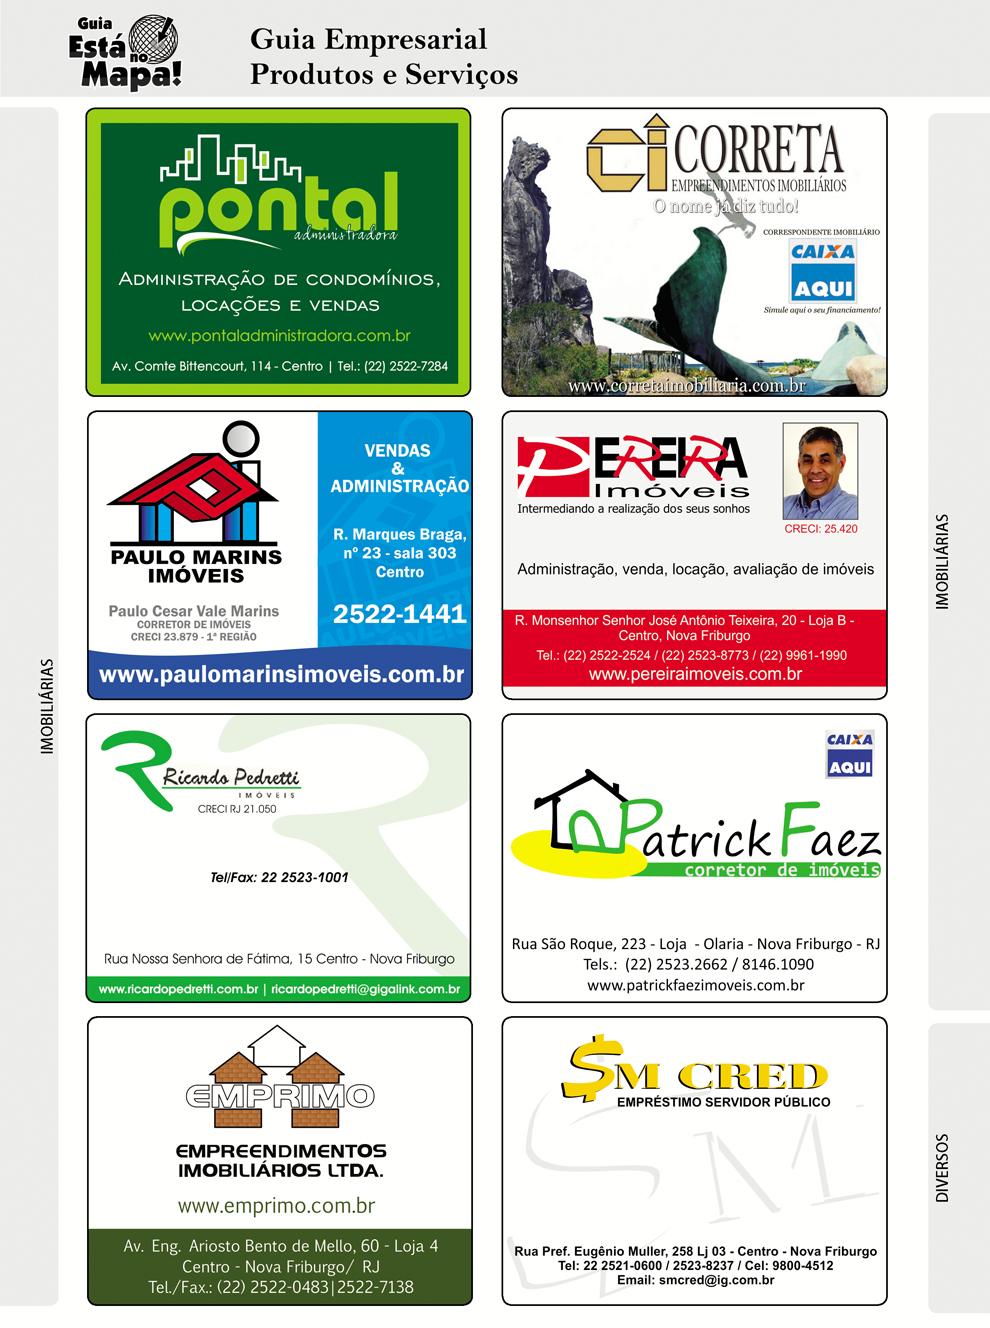 Guia
Está
no
Mapa!
Guia Empresarial
Produtos e Serviços
IMOBILIÁRIAS
pontal
administradora
ADMINISTRAÇÃO DE CONDOMÍNIOS,
LOCAÇÕES E VENDAS
www.pontaladministradora.com.br
Av. Comte Bittencourt, 114 - Centro | Tel.: (22) 2522-7284
CI CORRETA
EMPREENDIMENTOS IMOBILIÁRIOS
O nome já diz tudo!
CORRESPONDENTE IMOBILIÁRIO
CAIXA
AQUI
Simule aqui o seu financiamento!
www.corretaimobiliaria.com.br
PAULO MARINS
IMÓVEIS
Paulo Cesar Vale Marins
CORRETOR DE IMÓVEIS
CRECI 23.879 - 1ª REGIÃO
VENDAS
&
ADMINISTRAÇÃO
R. Marques Braga,
nº 23 - sala 303
Centro
2522-1441
www.paulomarinsimoveis.com.br
PEREIRA
Imóveis
Intermediando a realização dos seus sonhos
CRECI: 25.420
Administração, venda, locação, avaliação de imóveis
R. Monsenhor Senhor José Antônio Teixeira, 20 - Loja B -
Centro, Nova Friburgo
Tel.: (22) 2522-2524 / (22) 2523-8773 / (22) 9961-1990
www.pereiraimoveis.com.br
IMOBILIÁRIAS
R Ricardo Pedretti
IMÓVEIS
CRECI RJ 21.050
Tel/Fax: 22 2523-1001
Rua Nossa Senhora de Fátima, 15 Centro - Nova Friburgo
www.ricardopedretti.com.br | ricardopedretti@gigalink.com.br
CAIXA
AQUI
Patrick Faez
corretor de imóveis
Rua São Roque, 223 - Loja - Olaria - Nova Friburgo - RJ
Tels.: (22) 2523.2662 / 8146.1090
www.patrickfaezimoveis.com.br
EMPRIMO
EMPREENDIMENTOS
IMOBILIÁRIOS LTDA.
www.emprimo.com.br
Av. Eng. Ariosto Bento de Mello, 60 - Loja 4
Centro - Nova Friburgo/ RJ
Tel./Fax.: (22) 2522-0483|2522-7138
$M CRED
EMPRÉSTIMO SERVIDOR PÚBLICO
SM
Rua Pref. Eugênio Muller, 258 Lj 03 - Centro - Nova Friburgo
Tel: 22 2521-0600 / 2523-8237 / Cel: 9800-4512
Email: smcred@ig.com.br
DIVERSOS